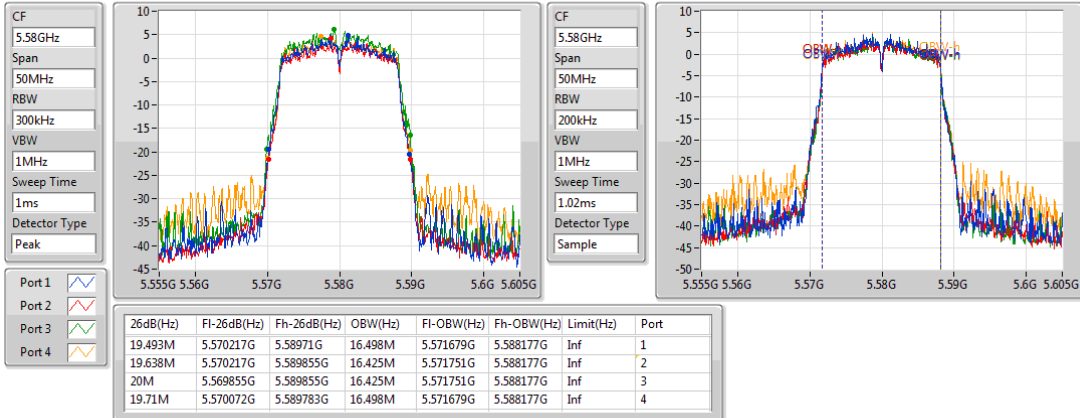 CF
5.58GHz
Span
50MHz
RBW
300kHz
VBW
1MHz
Sweep Time
1ms
Detector Type
Peak
Port 1
Port 2
Port 3
Port 4
10
5
0
-5
-10
-15
-20
-25
-30
-35
-40
-45
5.555G 5.56G 5.57G 5.58G 5.59G 5.6G 5.605G
CF
5.58GHz
Span
50MHz
RBW
200kHz
VBW
1MHz
Sweep Time
1.02ms
Detector Type
Sample
10
5
0
-5
-10
-15
-20
-25
-30
-35
-40
-45
-50
5.555G 5.56G 5.57G 5.58G 5.59G 5.6G 5.605G
26dB(Hz) Fl-26dB(Hz) Fh-26dB(Hz) OBW(Hz) Fl-OBW(Hz) Fh-OBW(Hz) Limit(Hz) Port
19.493M 5.570217G 5.58971G 16.498M 5.571679G 5.588177G Inf 1
19.638M 5.570217G 5.589855G 16.425M 5.571751G 5.588177G Inf 2
20M 5.569855G 5.589855G 16.425M 5.571751G 5.588177G Inf 3
19.71M 5.570072G 5.589783G 16.498M 5.571679G 5.588177G Inf 4